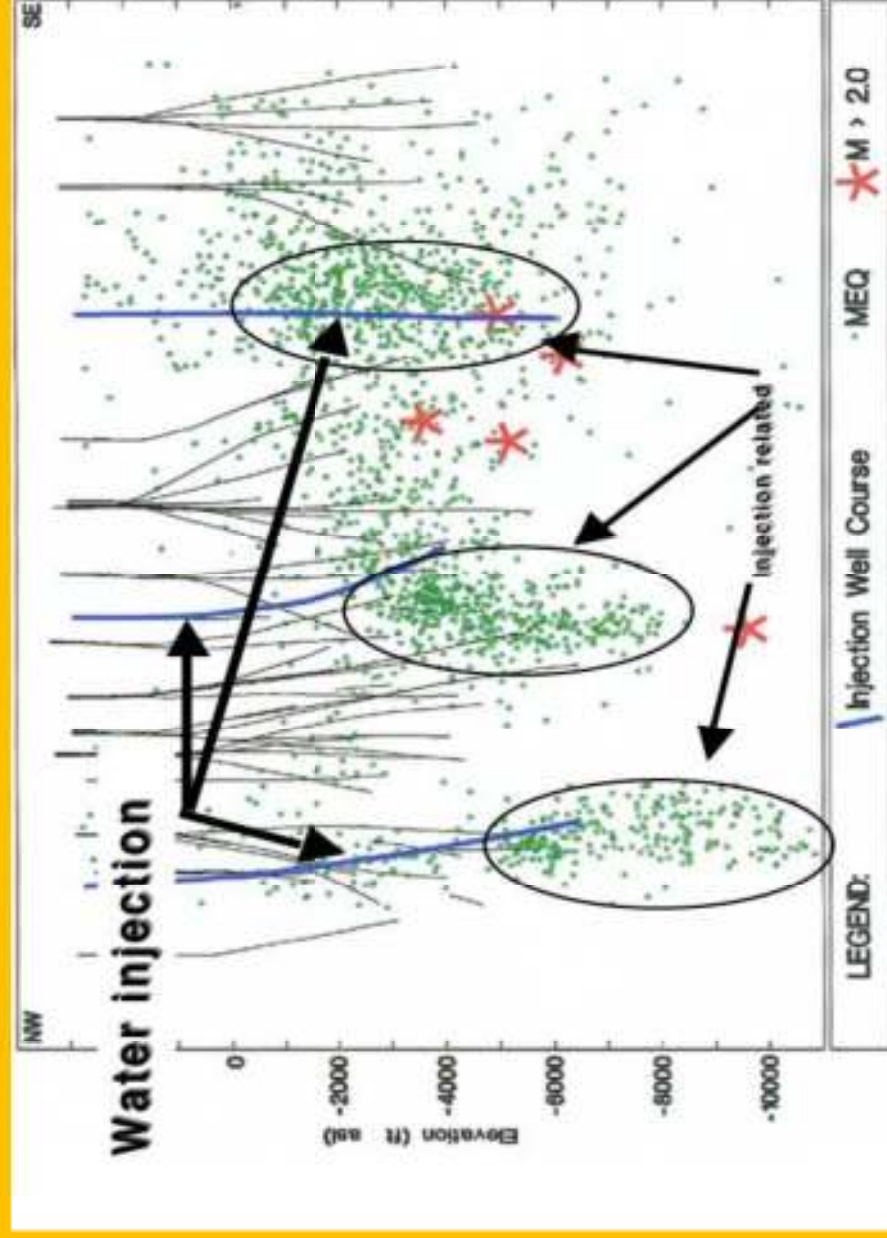 Water injection
NW
SE
0
-2000
-4000
-6000
-8000
-10000
Elevation (ft asl)
Injection related
LEGEND:
Injection Well Course
MEQ
M > 2.0